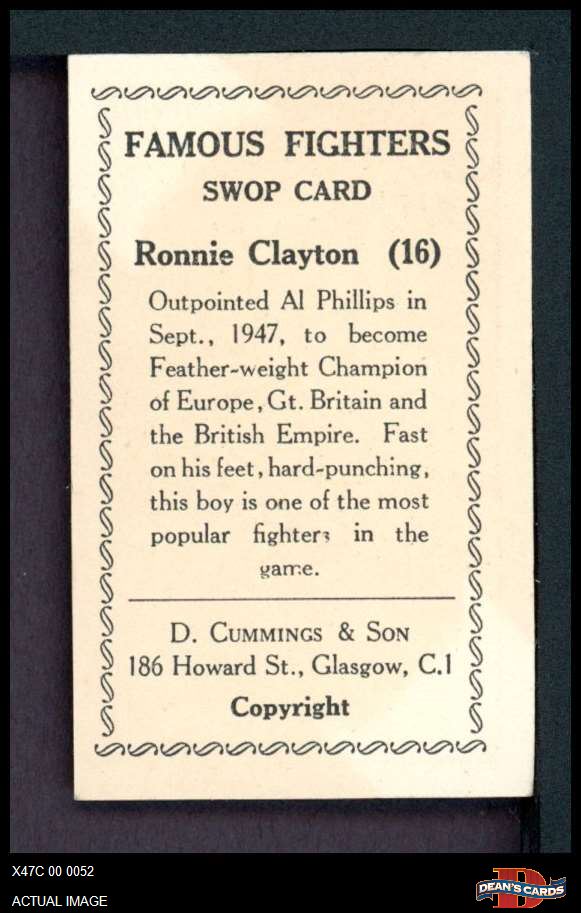 FAMOUS FIGHTERS
SWOP CARD
Ronnie Clayton (16)
Outpointed Al Phillips in
Sept., 1947, to become
Feather-weight Champion
of Europe, Gt. Britain and
the British Empire. Fast
on his feet, hard-punching,
this boy is one of the most
popular fighters in the
game.
D. CUMMINGS & SON
186 Howard St., Glasgow, C.1
Copyright
X47C 00 0052
ACTUAL IMAGE
D
DEAN'S CARDS